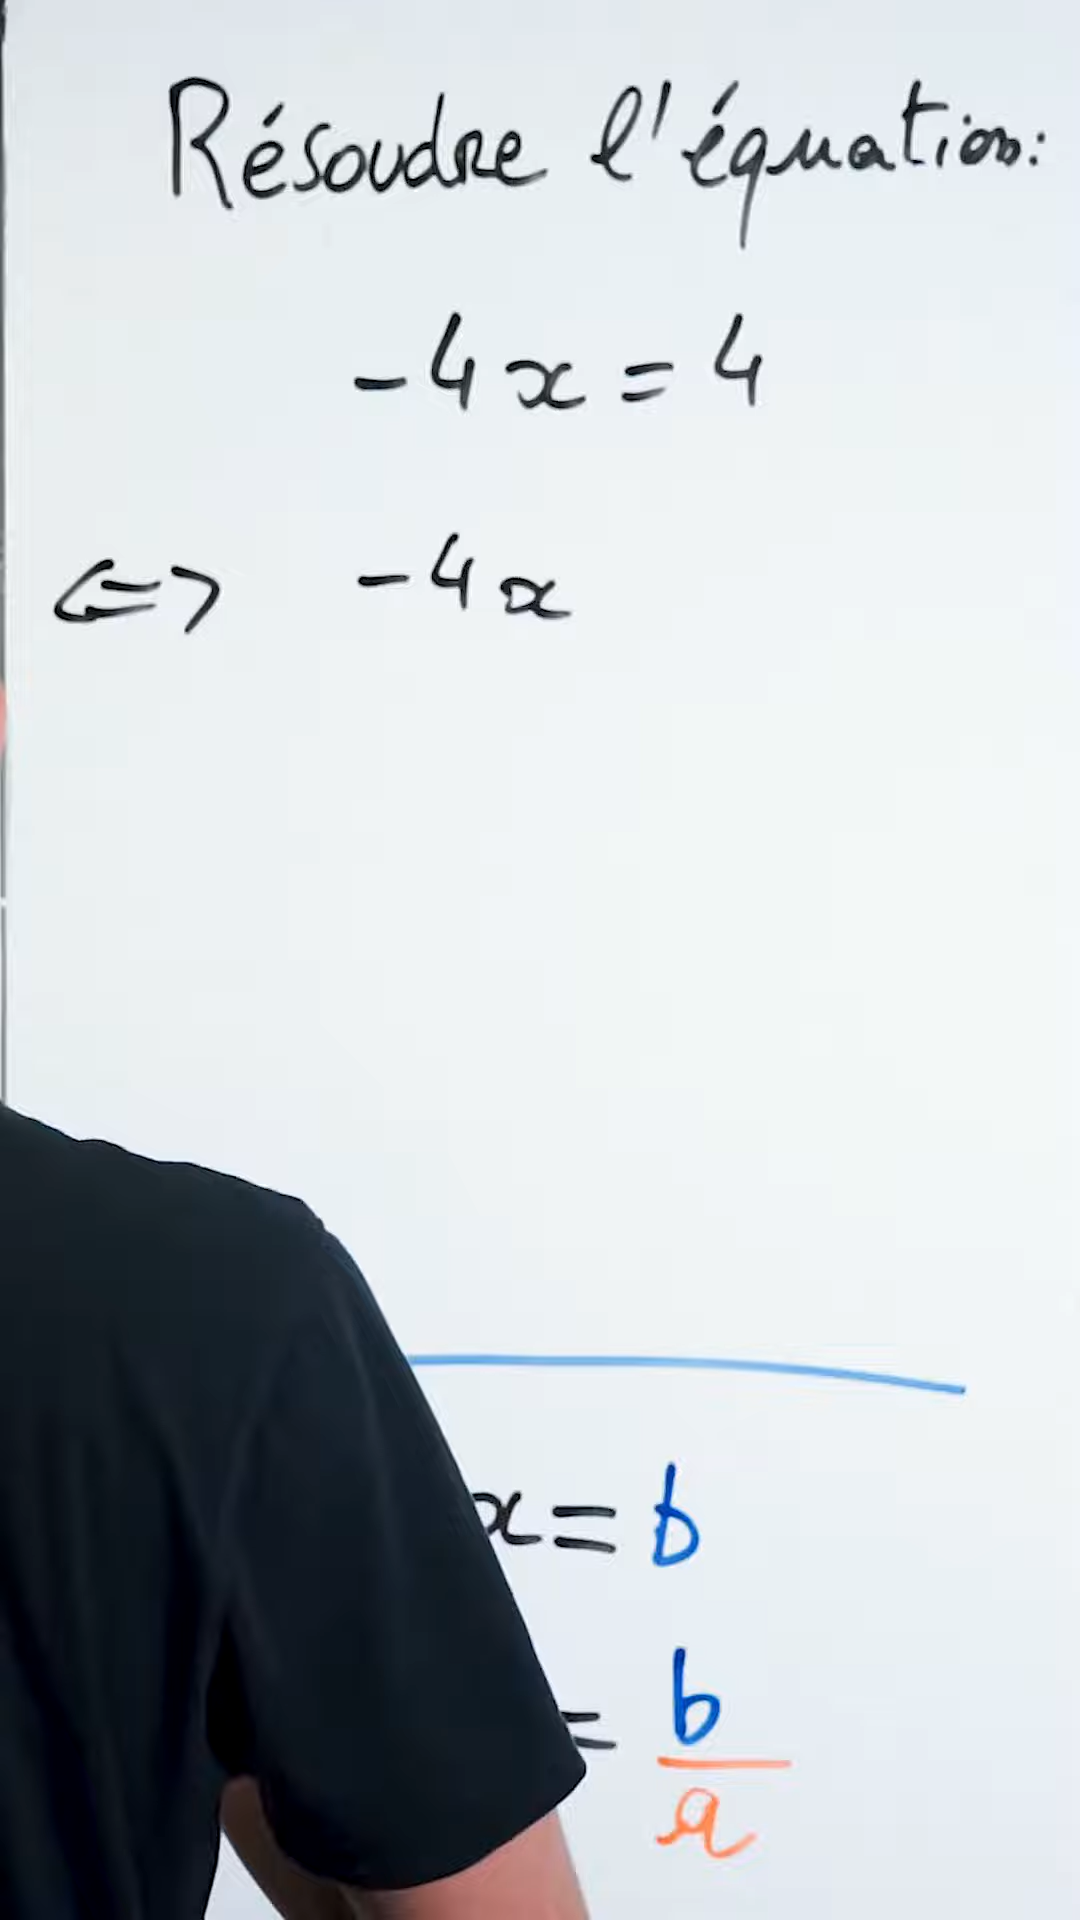 Résoudre l'équation:
-4x = 4
<=> -4x
x = b
= b/a